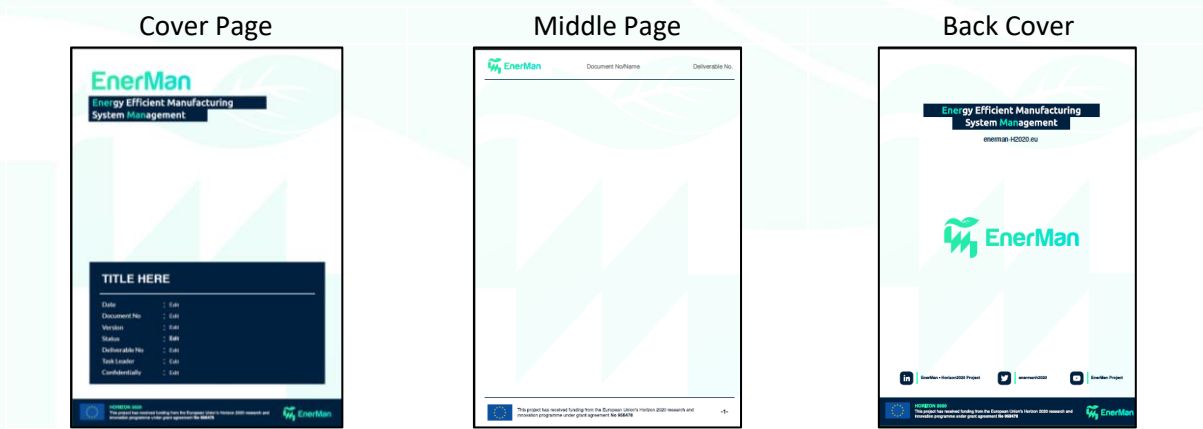 Cover Page
Middle Page
Back Cover
EnerMan
Energy Efficient Manufacturing
System Management
TITLE HERE
Date : Edit
Document No : Edit
Version : Edit
Status : Edit
Deliverable No : Edit
Task Leader : Edit
Confidentially : Edit
HORIZON 2020
This project has received funding from the European Union's Horizon 2020 research and
innovation programme under grant agreement No 958478
EnerMan
EnerMan
Document No/Name
Deliverable No.
This project has received funding from the European Union's Horizon 2020 research and
innovation programme under grant agreement No 958478
-1-
Energy Efficient Manufacturing
System Management
enerman-H2020.eu
EnerMan
in
EnerMan - Horizon2020 Project
enermanh2020
EnerMan Project
HORIZON 2020
This project has received funding from the European Union's Horizon 2020 research and
innovation programme under grant agreement No 958478
EnerMan